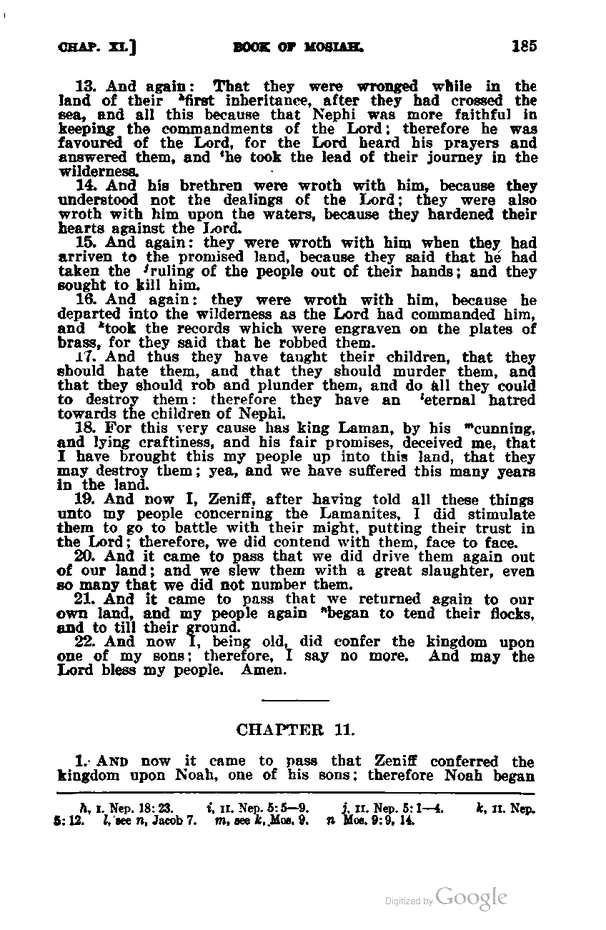 CHAP. XI.] BOOK OF MOSIAH. 185
13. And again: That they were wronged while in the
land of their ʰfirst inheritance, after they had crossed the
sea, and all this because that Nephi was more faithful in
keeping the commandments of the Lord; therefore he was
favoured of the Lord, for the Lord heard his prayers and
answered them, and ⁱhe took the lead of their journey in the
wilderness.
14. And his brethren were wroth with him, because they
understood not the dealings of the Lord; they were also
wroth with him upon the waters, because they hardened their
hearts against the Lord.
15. And again: they were wroth with him when they had
arriven to the promised land, because they said that he had
taken the ʲruling of the people out of their hands; and they
sought to kill him.
16. And again: they were wroth with him, because he
departed into the wilderness as the Lord had commanded him,
and ᵏtook the records which were engraven on the plates of
brass, for they said that he robbed them.
17. And thus they have taught their children, that they
should hate them, and that they should murder them, and
that they should rob and plunder them, and do all they could
to destroy them: therefore they have an ˡeternal hatred
towards the children of Nephi.
18. For this very cause has king Laman, by his ᵐcunning,
and lying craftiness, and his fair promises, deceived me, that
I have brought this my people up into this land, that they
may destroy them; yea, and we have suffered this many years
in the land.
19. And now I, Zeniff, after having told all these things
unto my people concerning the Lamanites, I did stimulate
them to go to battle with their might, putting their trust in
the Lord; therefore, we did contend with them, face to face.
20. And it came to pass that we did drive them again out
of our land; and we slew them with a great slaughter, even
so many that we did not number them.
21. And it came to pass that we returned again to our
own land, and my people again ⁿbegan to tend their flocks,
and to till their ground.
22. And now I, being old, did confer the kingdom upon
one of my sons; therefore, I say no more. And may the
Lord bless my people. Amen.
CHAPTER 11.
1. AND now it came to pass that Zeniff conferred the
kingdom upon Noah, one of his sons; therefore Noah began
h, I. Nep. 18:23. i, II. Nep. 5:5—9. j, II. Nep. 5:1—4. k, II. Nep.
5:12. l, see n, Jacob 7. m, see k, Mos. 9. n Mos. 9:9, 14.
Digitized by Google